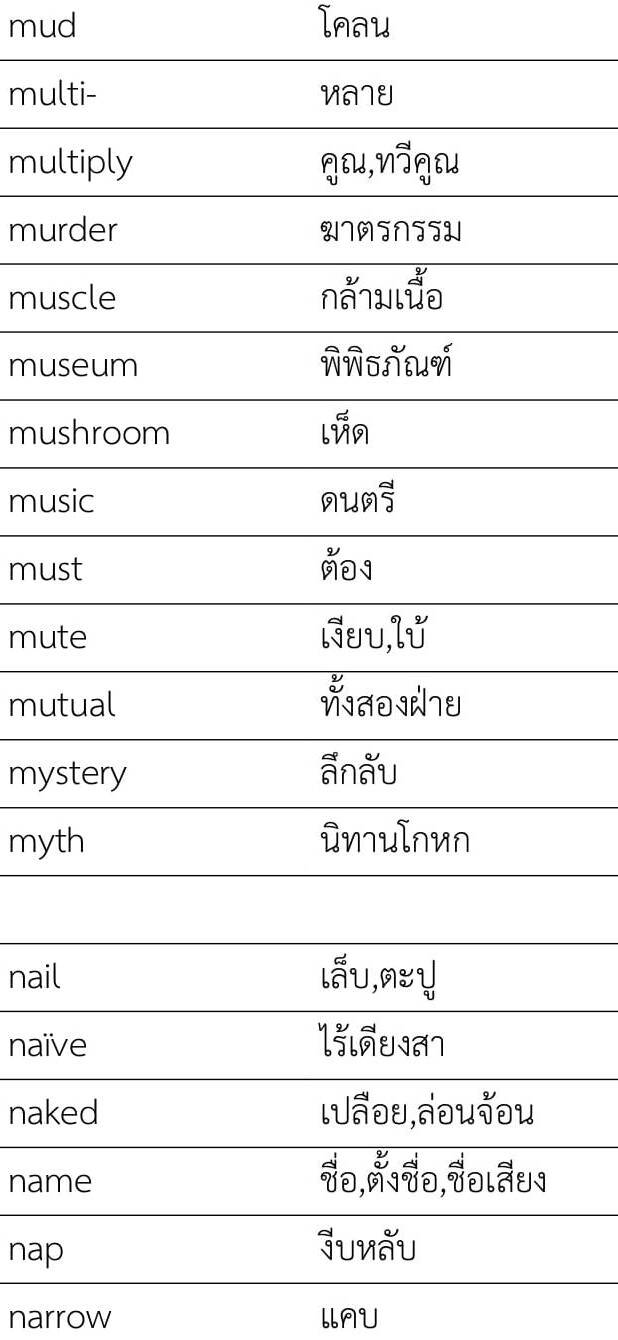 mud โคลน
multi- หลาย
multiply คูณ,ทวีคูณ
murder ฆาตรกรรม
muscle กล้ามเนื้อ
museum พิพิธภัณฑ์
mushroom เห็ด
music ดนตรี
must ต้อง
mute เงียบ,ใบ้
mutual ทั้งสองฝ่าย
mystery ลึกลับ
myth นิทานโกหก
nail เล็บ,ตะปู
naïve ไร้เดียงสา
naked เปลือย,ล่อนจ้อน
name ชื่อ,ตั้งชื่อ,ชื่อเสียง
nap งีบหลับ
narrow แคบ